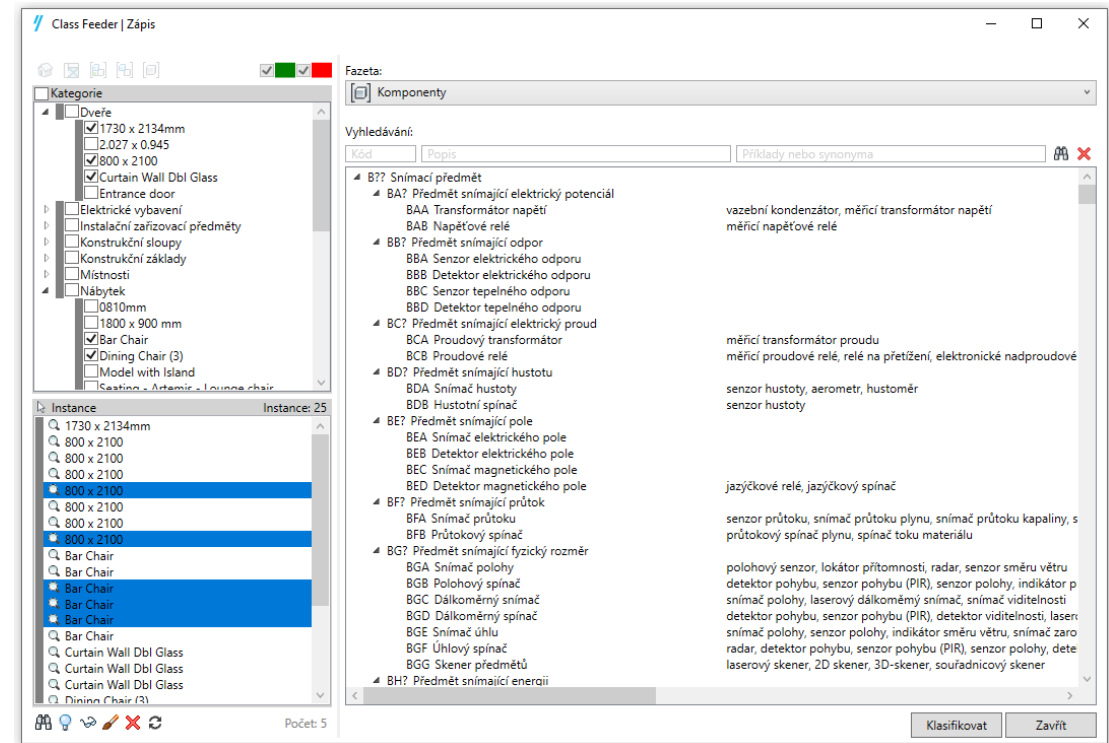 Class Feeder | Zápis
Kategorie
Dveře
1730 x 2134mm
2.027 x 0.945
800 x 2100
Curtain Wall Dbl Glass
Entrance door
Elektrické vybavení
Instalační zařizovací předměty
Konstrukční sloupy
Konstrukční základy
Místnosti
Nábytek
0810mm
1800 x 900 mm
Bar Chair
Dining Chair (3)
Model with Island
Seating - Artemis - Lounge chair
Instance Instance: 25
1730 x 2134mm
800 x 2100
800 x 2100
800 x 2100
800 x 2100
800 x 2100
800 x 2100
800 x 2100
Bar Chair
Bar Chair
Bar Chair
Bar Chair
Bar Chair
Bar Chair
Curtain Wall Dbl Glass
Curtain Wall Dbl Glass
Curtain Wall Dbl Glass
Dining Chair (3)
Počet: 5
Fazeta:
Komponenty
Vyhledávání:
Kód Popis Příklady nebo synonyma
B?? Snímací předmět
BA? Předmět snímající elektrický potenciál
BAA Transformátor napětí vazební kondenzátor, měřicí transformátor napětí
BAB Napěťové relé měřicí napěťové relé
BB? Předmět snímající odpor
BBA Senzor elektrického odporu
BBB Detektor elektrického odporu
BBC Senzor tepelného odporu
BBD Detektor tepelného odporu
BC? Předmět snímající elektrický proud
BCA Proudový transformátor měřicí transformátor proudu
BCB Proudové relé měřicí proudové relé, relé na přetížení, elektronické nadproudové
BD? Předmět snímající hustotu
BDA Snímač hustoty senzor hustoty, aerometr, hustoměr
BDB Hustotní spínač senzor hustoty
BE? Předmět snímající pole
BEA Snímač elektrického pole
BEB Detektor elektrického pole
BEC Snímač magnetického pole
BED Detektor magnetického pole jazýčkové relé, jazýčkový spínač
BF? Předmět snímající průtok
BFA Snímač průtoku senzor průtoku, snímač průtoku plynu, snímač průtoku kapaliny, s
BFB Průtokový spínač průtokový spínač plynu, spínač toku materiálu
BG? Předmět snímající fyzický rozměr
BGA Snímač polohy polohový senzor, lokátor přítomnosti, radar, senzor směru větru
BGB Polohový spínač detektor pohybu, senzor pohybu (PIR), senzor polohy, indikátor p
BGC Dálkoměrný snímač snímač polohy, laserový dálkoměrný snímač, snímač viditelnosti
BGD Dálkoměrný spínač detektor pohybu, senzor pohybu (PIR), detektor viditelnosti, laser
BGE Snímač úhlu snímač polohy, senzor polohy, indikátor směru větru, snímač zaro
BGF Úhlový spínač radar, detektor pohybu, senzor pohybu (PIR), senzor polohy, dete
BGG Skener předmětů laserový skener, 2D skener, 3D-skener, souřadnicový skener
BH? Předmět snímající energii
Klasifikovat Zavřít